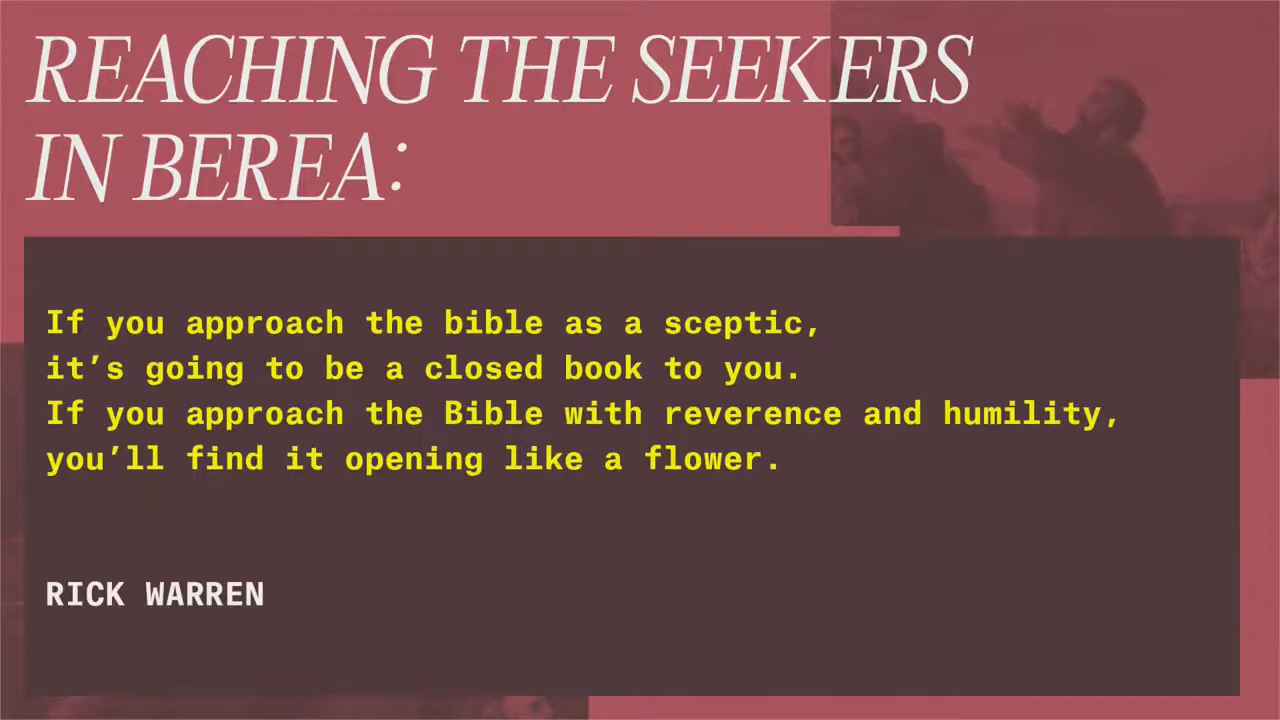 REACHING THE SEEKERS
IN BEREA:
If you approach the bible as a sceptic,
it’s going to be a closed book to you.
If you approach the Bible with reverence and humility,
you’ll find it opening like a flower.
RICK WARREN